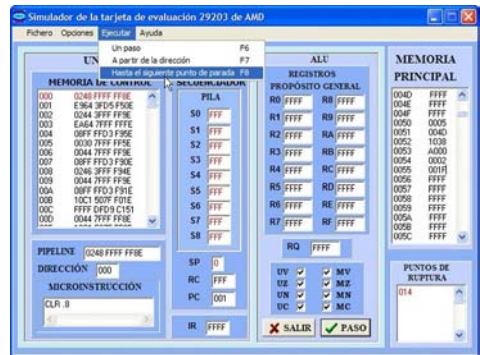 Simulador de la tarjeta de evaluación 29203 de AMD
Fichero Opciones Ejecutar Ayuda
Un paso F6
A partir de la dirección F7
Hasta el siguiente punto de parada F8
UN
MEMORIA DE CONTROL
000 0248 FFFF FF8E
001 E964 3FD5 F50E
002 0244 3FFF FF9E
003 EA64 7FFF FFFE
004 08FF FFD3 F95E
005 0030 7FFF FF5E
006 0044 7FFF FF9E
007 08FF FFD3 F90E
008 0246 3FFF F94E
009 0044 7FFF FF9E
00A 08FF FFD3 F91E
00B 10C1 507F F01E
00C FFFF DFD9 C151
00D 0044 7FFF FF8E
PIPELINE 0248 FFFF FF8E
DIRECCIÓN 000
MICROINSTRUCCIÓN
CLR .8
SECUENCIADOR
PILA
S0 FFF
S1 FFF
S2 FFF
S3 FFF
S4 FFF
S5 FFF
S6 FFF
S7 FFF
S8 FFF
SP 0
RC FFF
PC 001
IR FFFF
ALU
REGISTROS
PROPÓSITO GENERAL
R0 FFFF R8 FFFF
R1 FFFF R9 FFFF
R2 FFFF RA FFFF
R3 FFFF RB FFFF
R4 FFFF RC FFFF
R5 FFFF RD FFFF
R6 FFFF RE FFFF
R7 FFFF RF FFFF
RQ FFFF
UV MV
UZ MZ
UN MN
UC MC
SALIR PASO
MEMORIA
PRINCIPAL
004D FFFF
004E FFFF
004F FFFF
0050 0005
0051 004D
0052 1038
0053 A000
0054 0002
0055 001F
0056 FFFF
0057 FFFF
0058 FFFF
0059 FFFF
005A FFFF
005B FFFF
005C FFFF
PUNTOS DE
RUPTURA
014